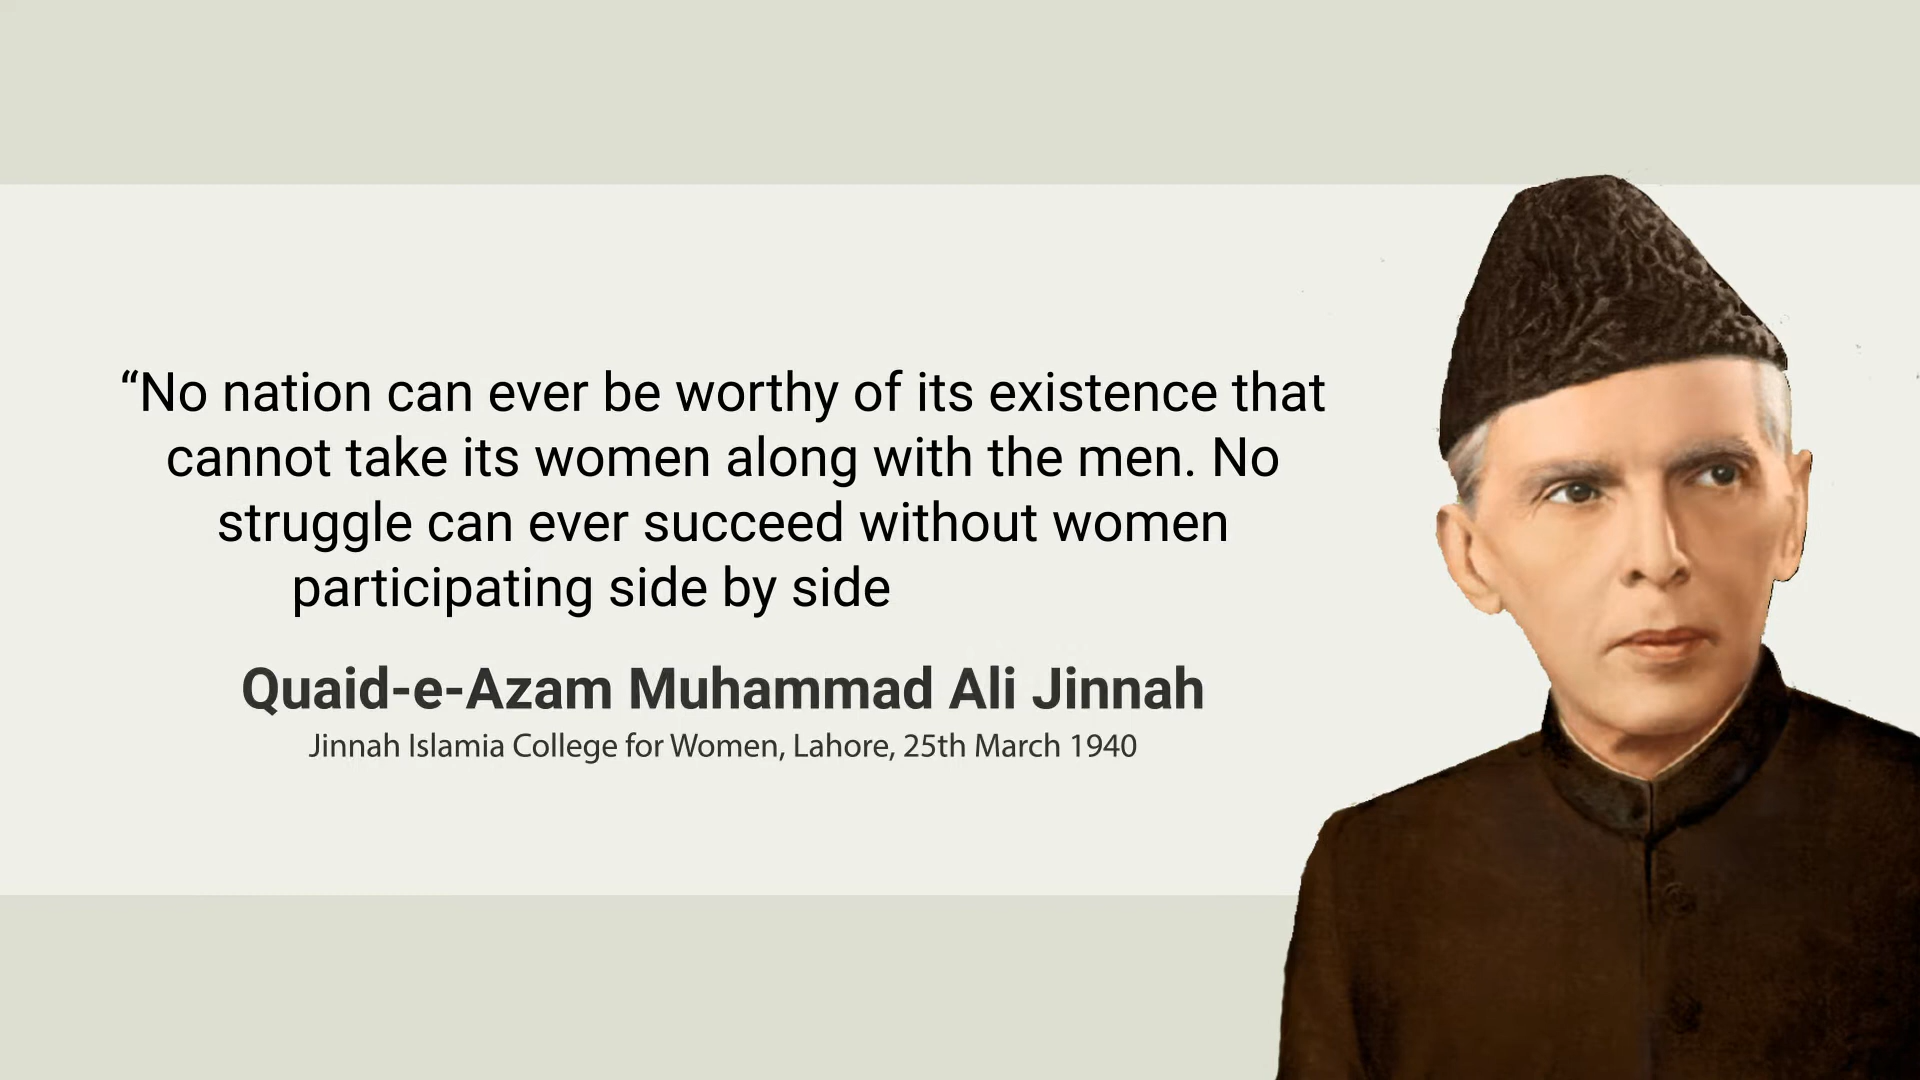 “No nation can ever be worthy of its existence that
cannot take its women along with the men. No
struggle can ever succeed without women
participating side by side
Quaid-e-Azam Muhammad Ali Jinnah
Jinnah Islamia College for Women, Lahore, 25th March 1940